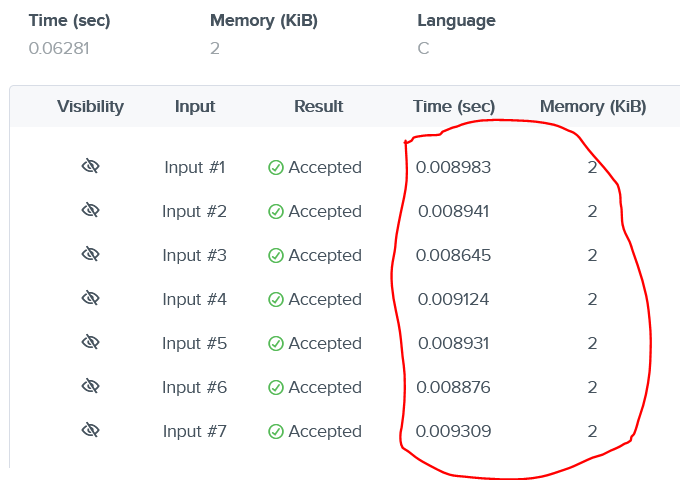 Time (sec) Memory (KiB) Language
0.06281 2 C
Visibility Input Result Time (sec) Memory (KiB)
Input #1 Accepted 0.008983 2
Input #2 Accepted 0.008941 2
Input #3 Accepted 0.008645 2
Input #4 Accepted 0.009124 2
Input #5 Accepted 0.008931 2
Input #6 Accepted 0.008876 2
Input #7 Accepted 0.009309 2